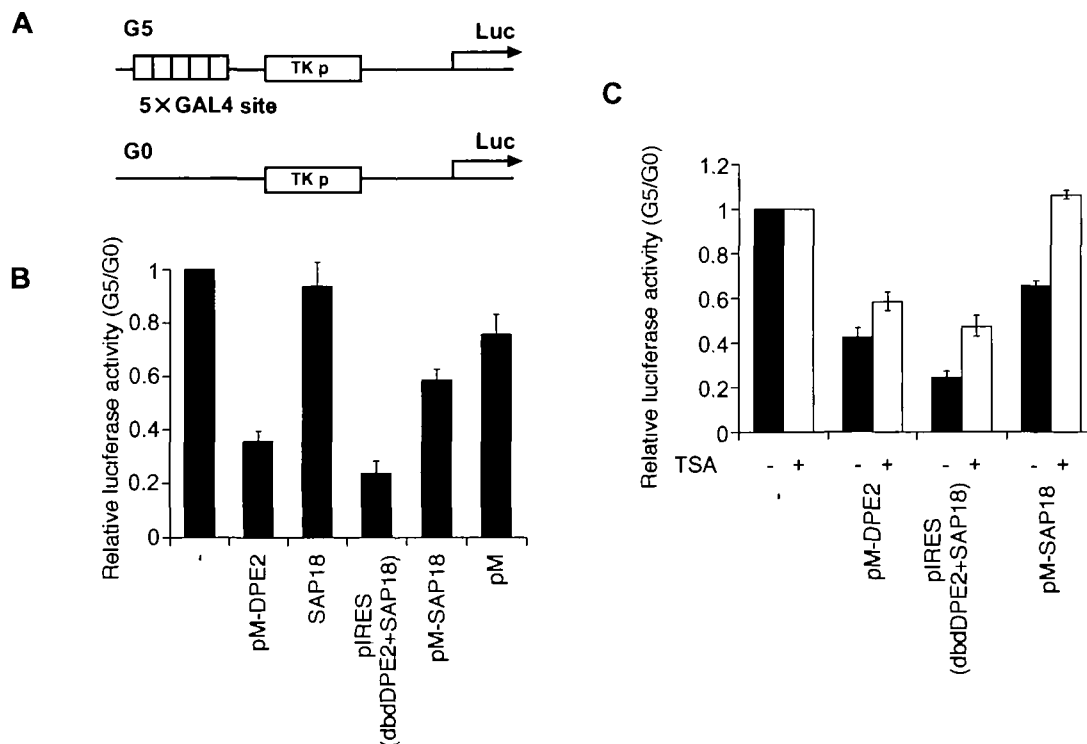 A
G5
Luc
TK p
5×GAL4 site
G0
Luc
TK p
B
Relative luciferase activity (G5/G0)
1
0.8
0.6
0.4
0.2
0
-
pM-DPE2
SAP18
pIRES
(dbdDPE2+SAP18)
pM-SAP18
pM
C
Relative luciferase activity (G5/G0)
1.2
1
0.8
0.6
0.4
0.2
0
TSA
- + - + - + - +
-
pM-DPE2
pIRES
(dbdDPE2+SAP18)
pM-SAP18